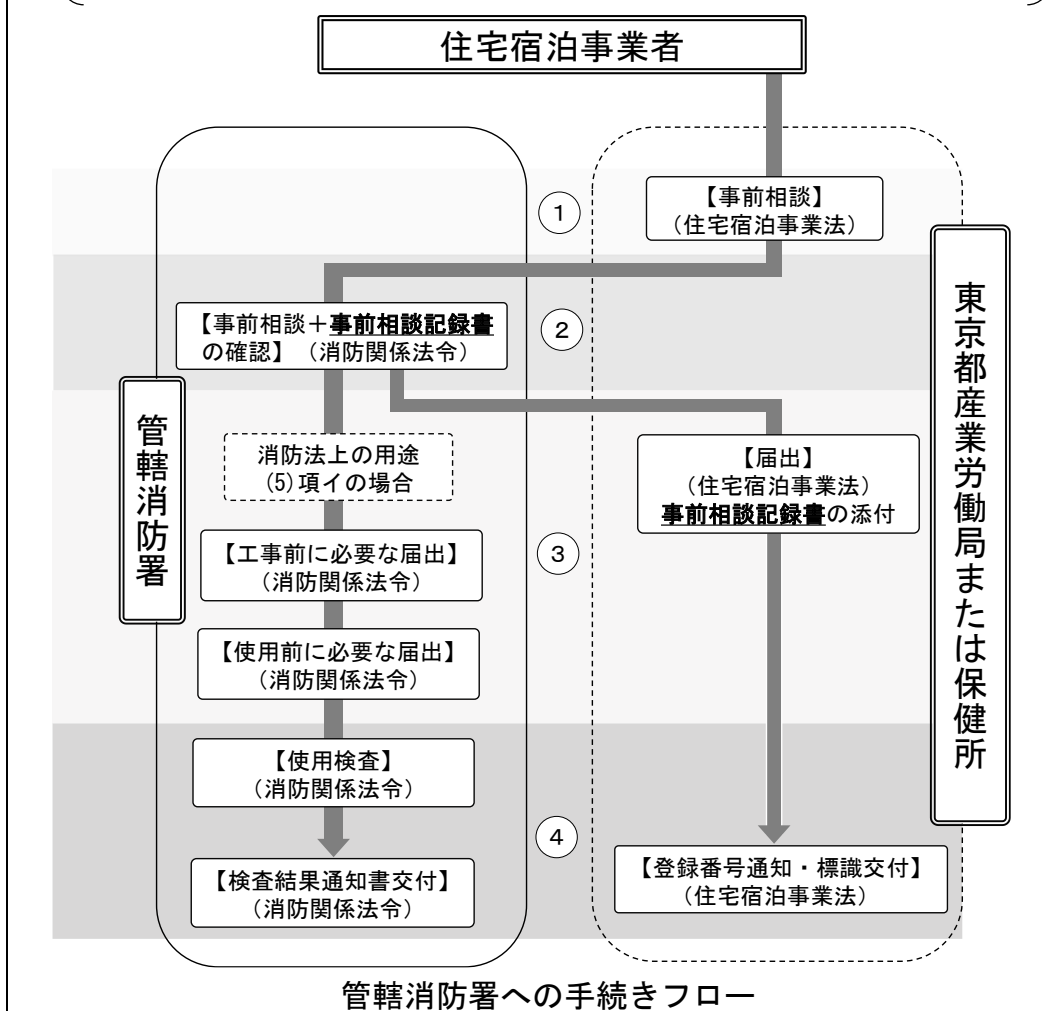 住宅宿泊事業者
①
【事前相談】
（住宅宿泊事業法）
②
【事前相談＋事前相談記録書
の確認】（消防関係法令）
管轄消防署
東京都産業労働局または保健所
消防法上の用途
(5)項イの場合
【届出】
（住宅宿泊事業法）
事前相談記録書の添付
③
【工事前に必要な届出】
（消防関係法令）
【使用前に必要な届出】
（消防関係法令）
【使用検査】
（消防関係法令）
④
【検査結果通知書交付】
（消防関係法令）
【登録番号通知・標識交付】
（住宅宿泊事業法）
管轄消防署への手続きフロー